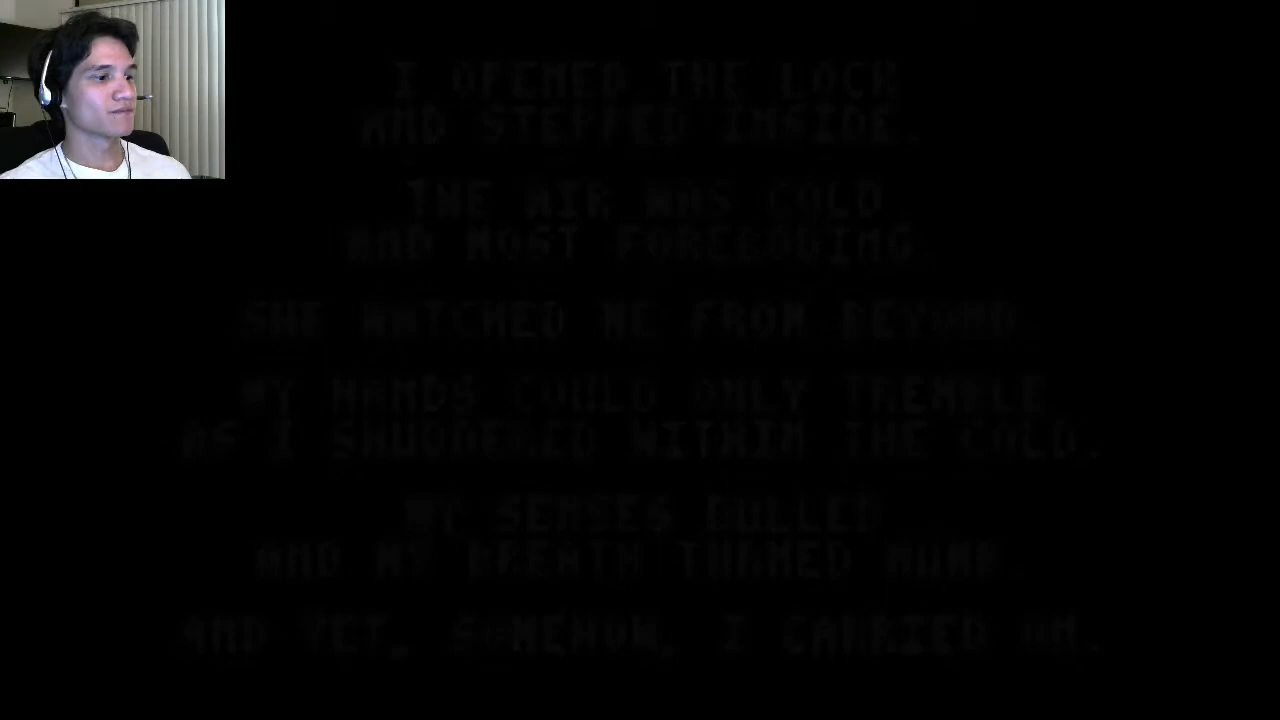 I OPENED THE LOCK
AND STEPPED INSIDE.
THE AIR WAS COLD
AND MOST FOREBODING.
SHE WATCHED ME FROM BEYOND.
MY HANDS COULD ONLY TREMBLE
AS I SHUDDERED WITHIN THE COLD.
MY SENSES DULLED
AND MY BREATH TURNED NUMB.
AND YET, SOMEHOW, I CARRIED ON.